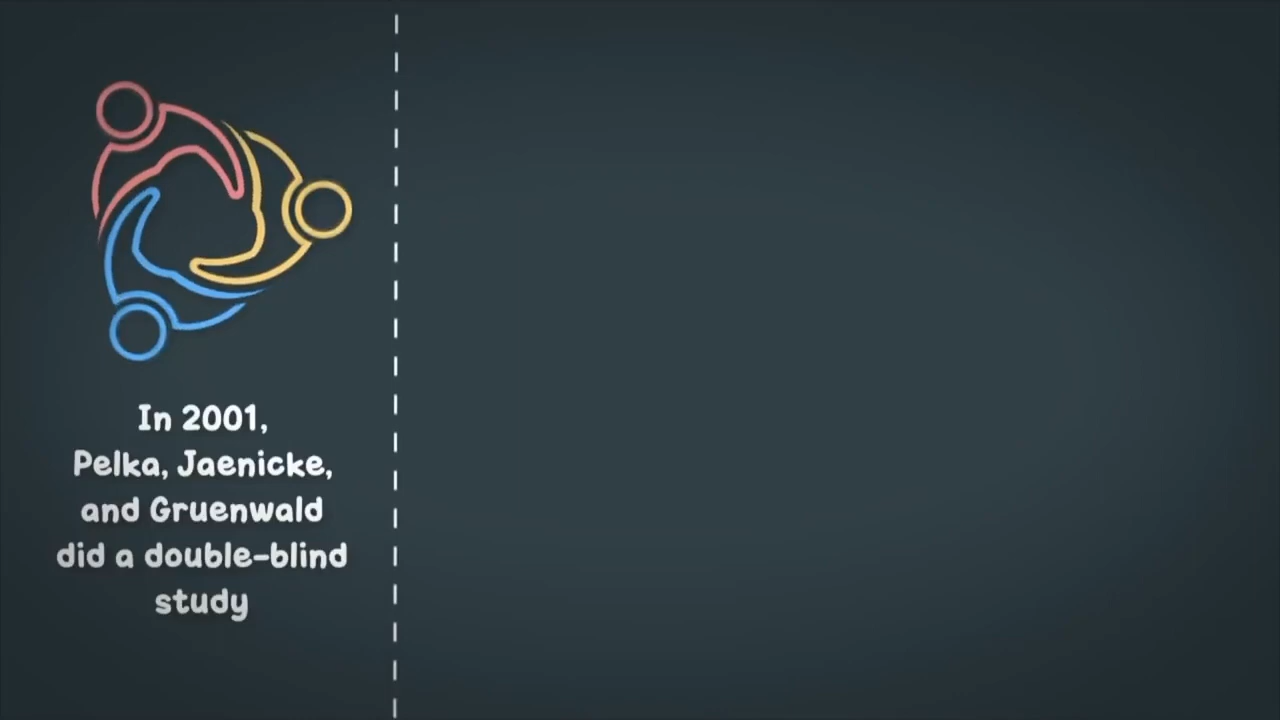 In 2001,
Pelka, Jaenicke,
and Gruenwald
did a double-blind
study